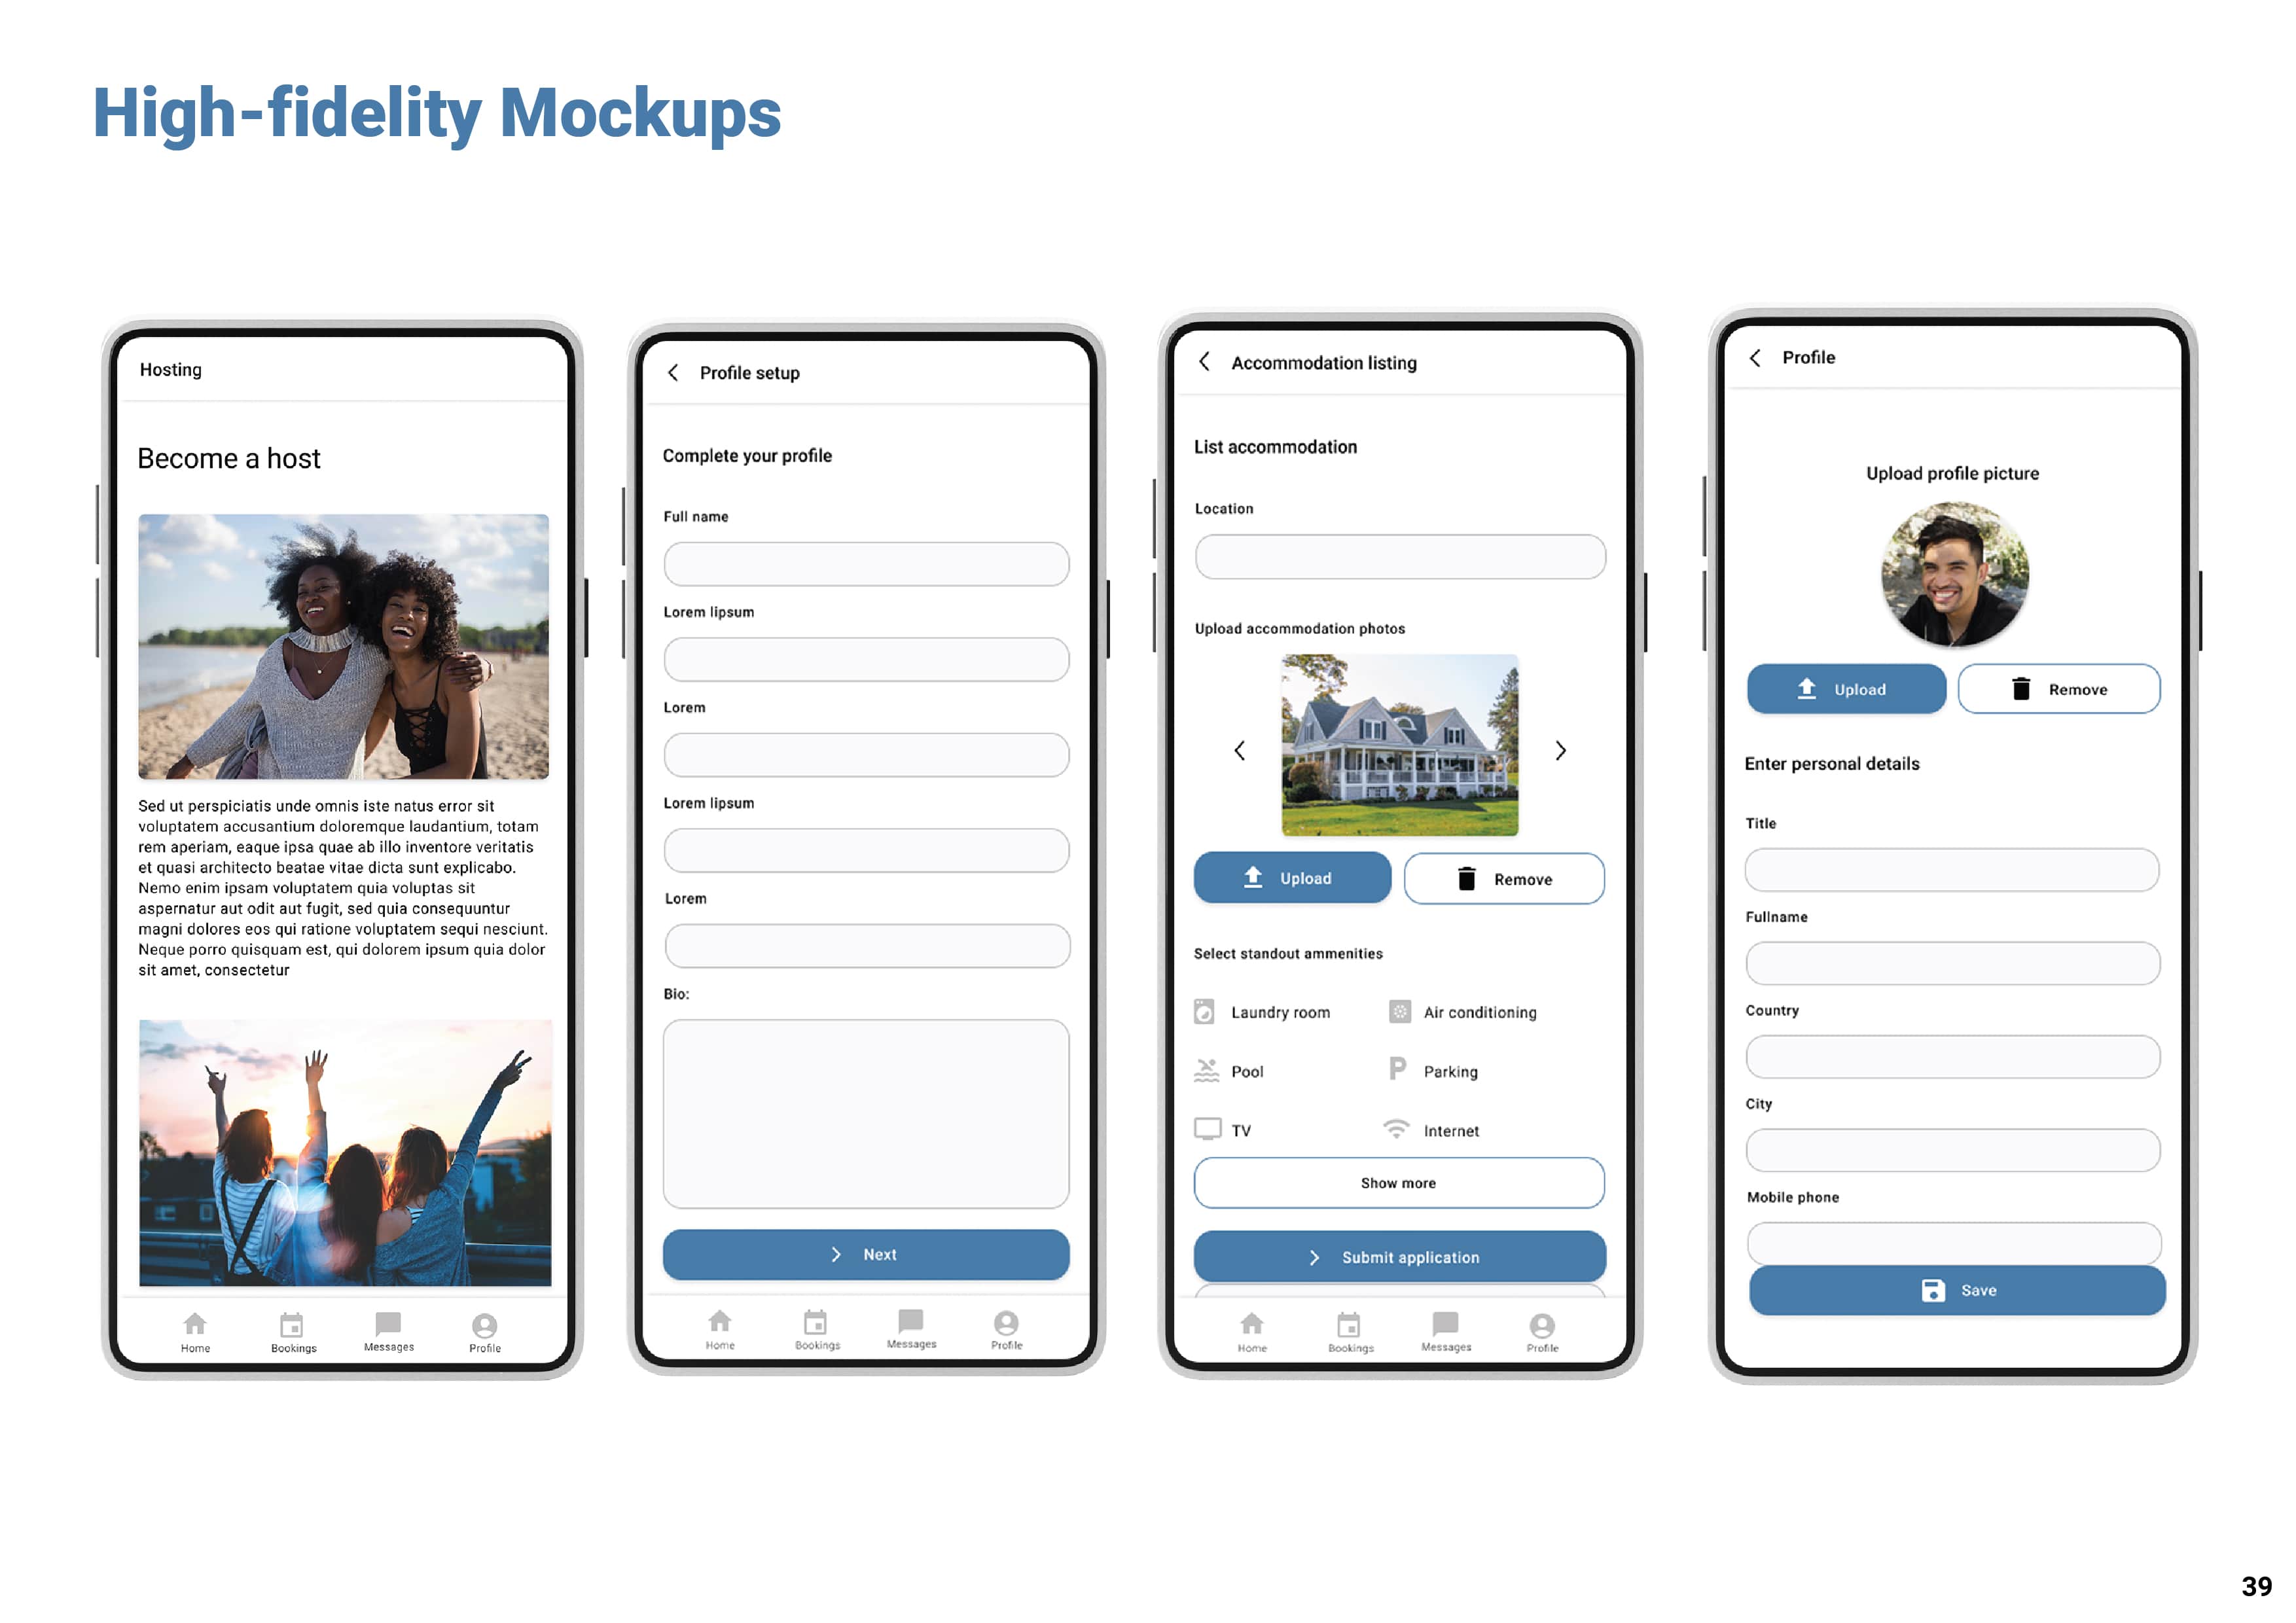 High-fidelity Mockups
Hosting
Become a host
Sed ut perspiciatis unde omnis iste natus error sit
voluptatem accusantium doloremque laudantium, totam
rem aperiam, eaque ipsa quae ab illo inventore veritatis
et quasi architecto beatae vitae dicta sunt explicabo.
Nemo enim ipsam voluptatem quia voluptas sit
aspernatur aut odit aut fugit, sed quia consequuntur
magni dolores eos qui ratione voluptatem sequi nesciunt.
Neque porro quisquam est, qui dolorem ipsum quia dolor
sit amet, consectetur
Home
Bookings
Messages
Profile
Profile setup
Complete your profile
Full name
Lorem lipsum
Lorem
Lorem lipsum
Lorem
Bio:
Next
Home
Bookings
Messages
Profile
Accommodation listing
List accommodation
Location
Upload accommodation photos
Upload
Remove
Select standout ammenities
Laundry room
Air conditioning
Pool
P
Parking
TV
Internet
Show more
Submit application
Home
Bookings
Messages
Profile
Profile
Upload profile picture
Upload
Remove
Enter personal details
Title
Fullname
Country
City
Mobile phone
Save
39